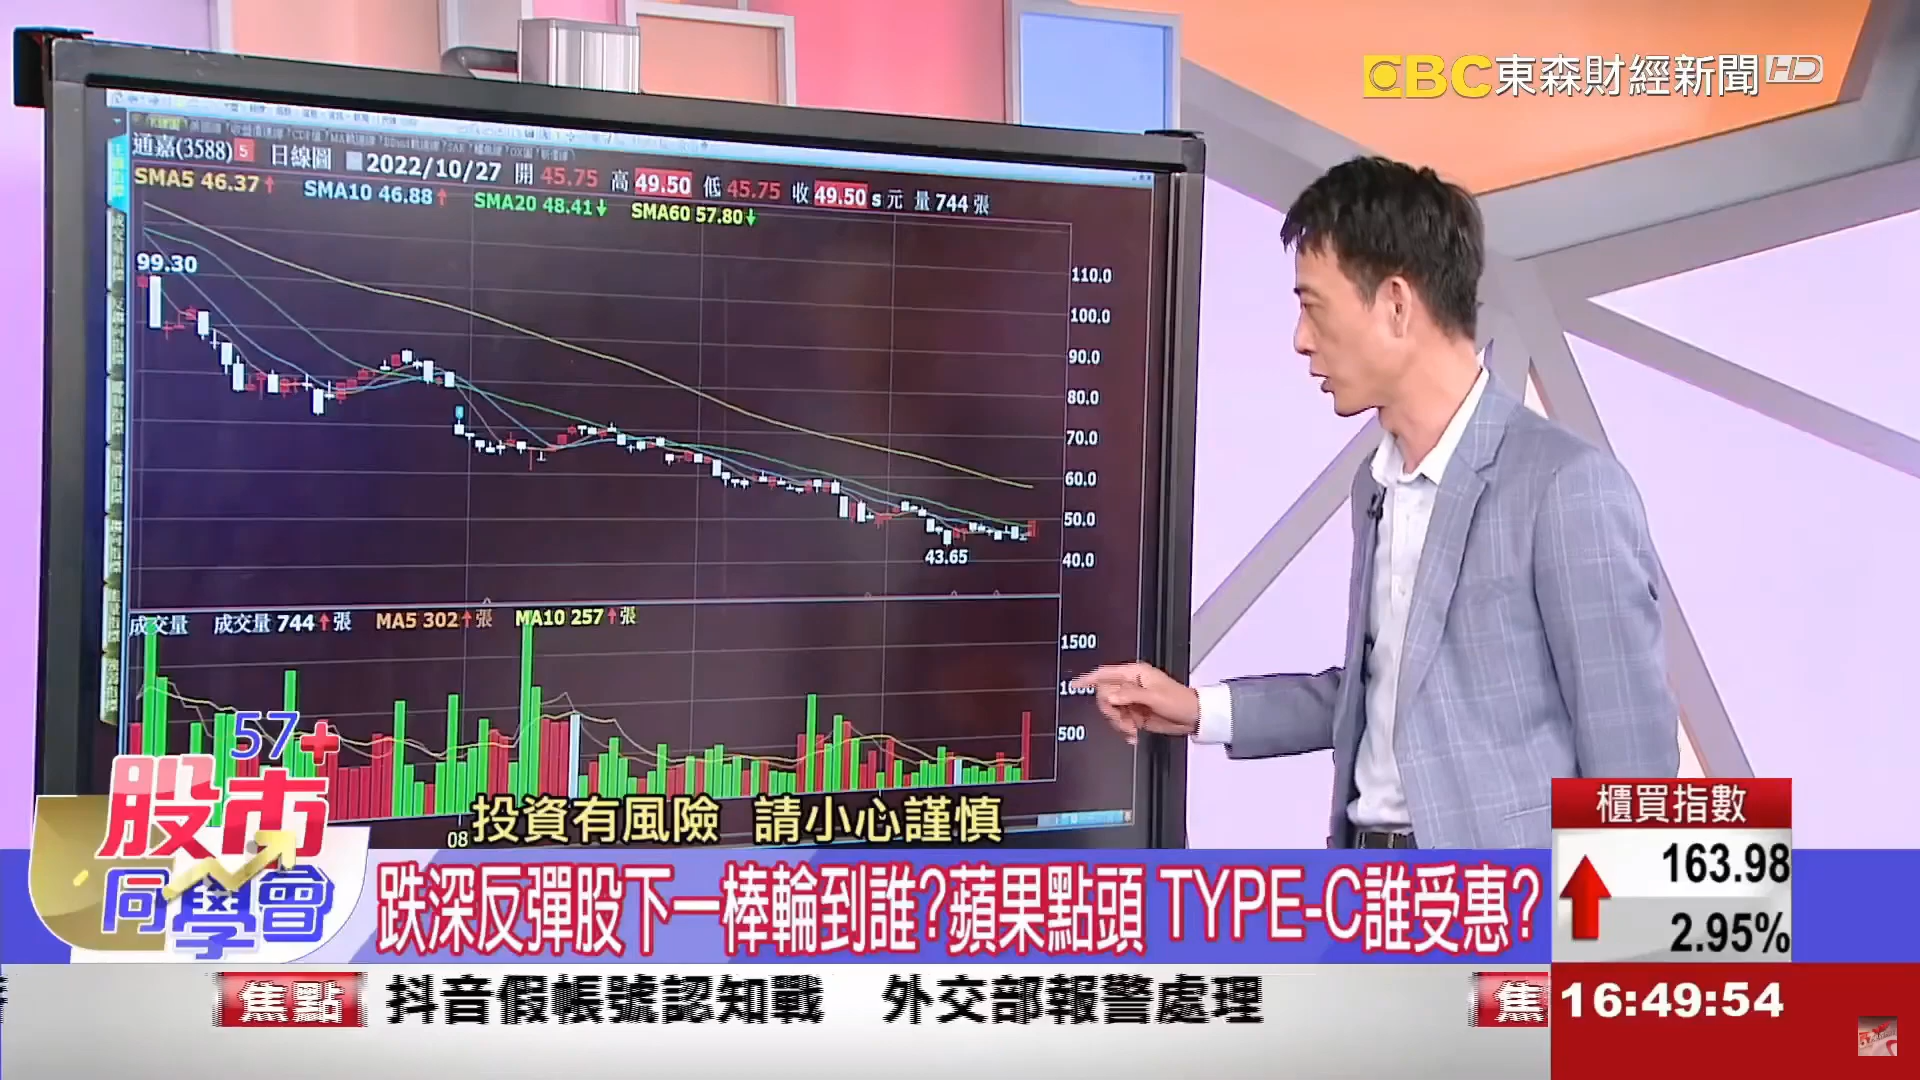 EBC 東森財經新聞 HD
通嘉(3588) 5 日線圖 2022/10/27 開 45.75 高 49.50 低 45.75 收 49.50 s 元 量 744 張
SMA5 46.37↑ SMA10 46.88↑ SMA20 48.41↓ SMA60 57.80↓
99.30
110.0
100.0
90.0
80.0
70.0
60.0
50.0
43.65
40.0
成交量 成交量 744↑張 MA5 302↑張 MA10 257↑張
1500
500
08
投資有風險 請小心謹慎
57+
股市
同學會
跌深反彈股下一棒輪到誰?蘋果點頭 TYPE-C誰受惠?
櫃買指數
163.98
2.95%
焦點 抖音假帳號認知戰 外交部報警處理 焦
16:49:54